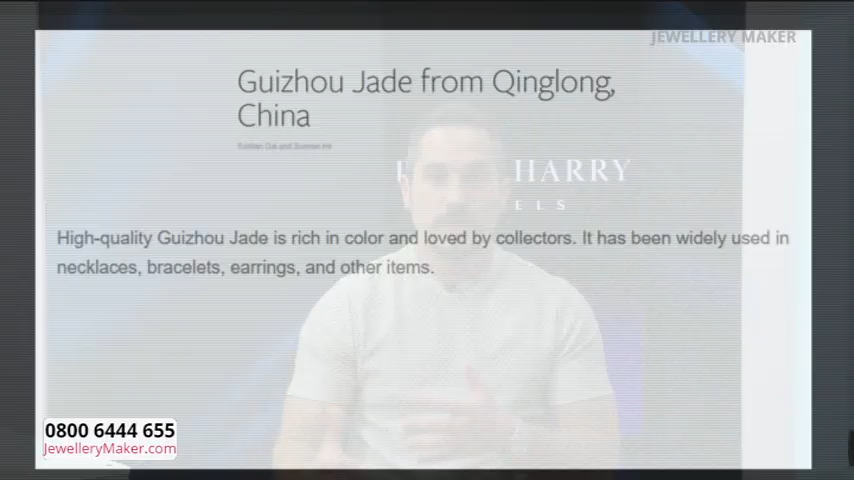 JEWELLERY MAKER
Guizhou Jade from Qinglong,
China
HARRY
E L S
High-quality Guizhou Jade is rich in color and loved by collectors. It has been widely used in
necklaces, bracelets, earrings, and other items.
0800 6444 655
JewelleryMaker.com